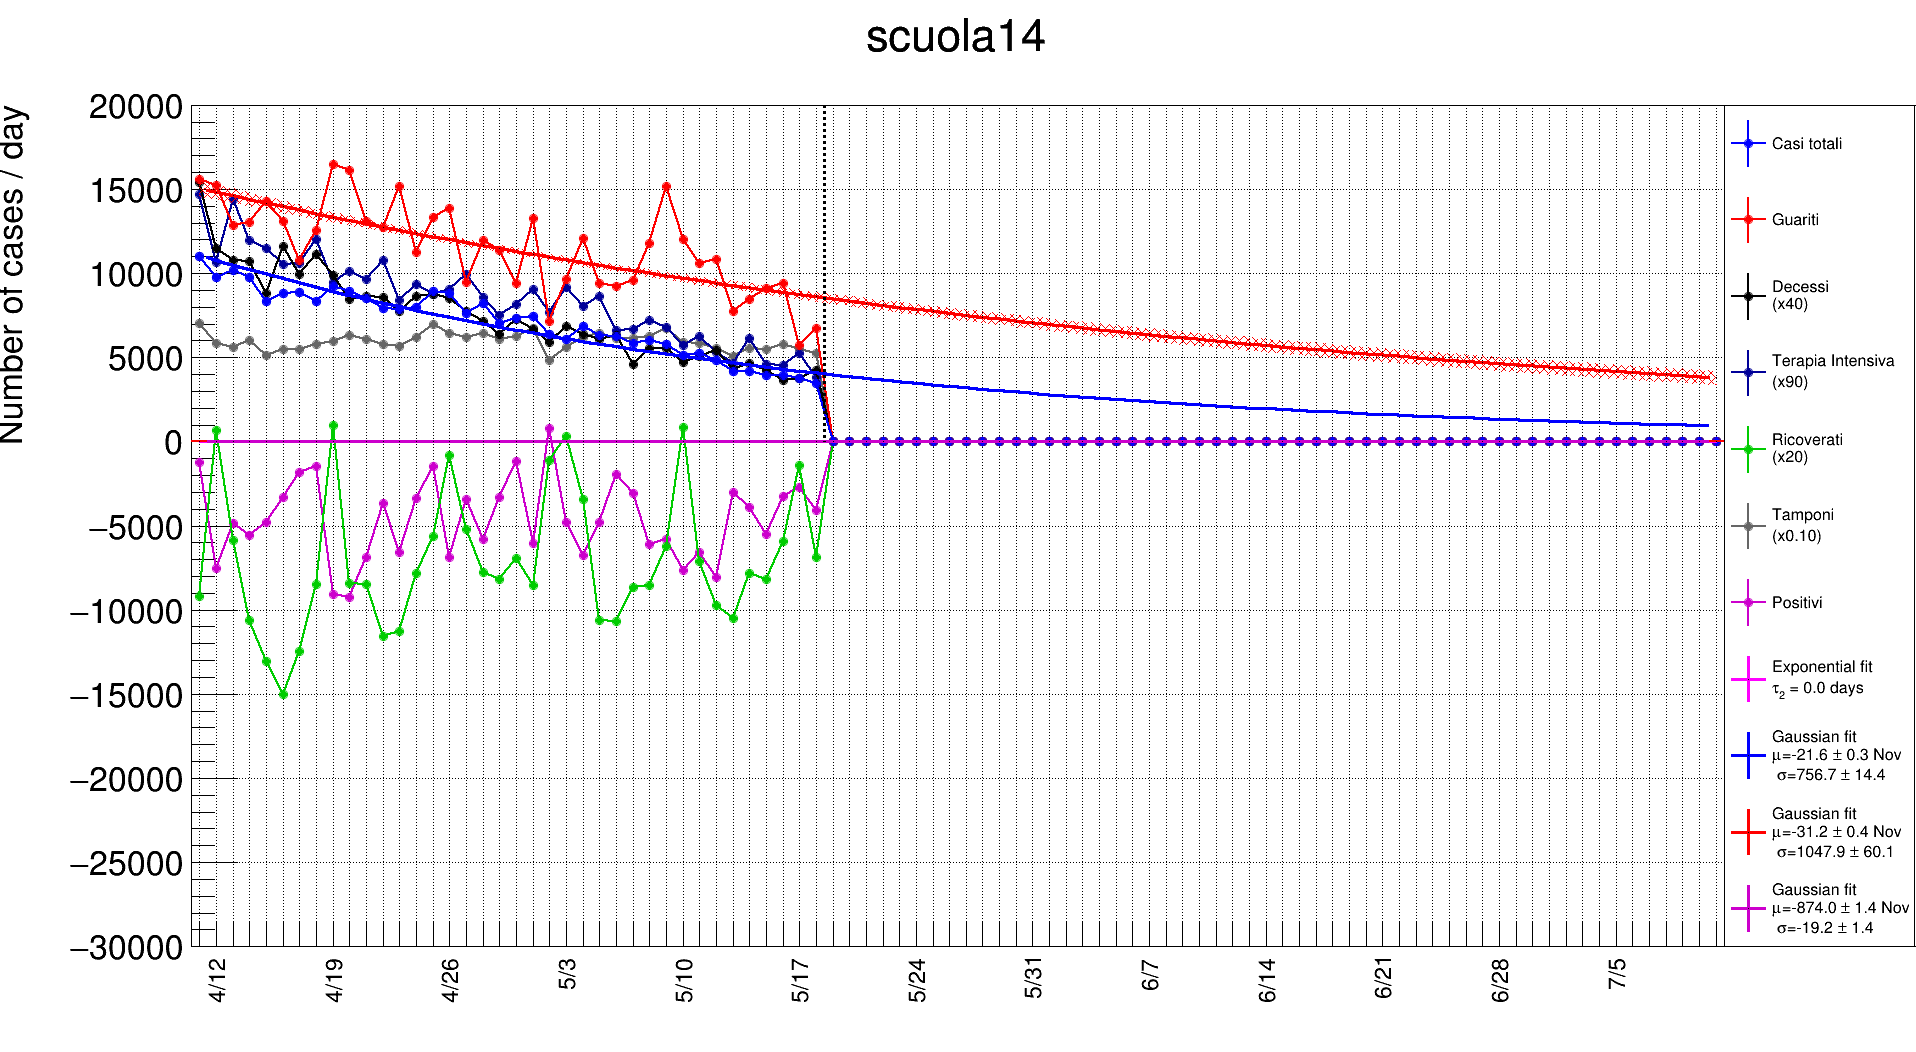 scuola14
Number of cases / day
20000
15000
10000
5000
0
−5000
−10000
−15000
−20000
−25000
−30000
4/12
4/19
4/26
5/3
5/10
5/17
5/24
5/31
6/7
6/14
6/21
6/28
7/5
Casi totali
Guariti
Decessi
(x40)
Terapia Intensiva
(x90)
Ricoverati
(x20)
Tamponi
(x0.10)
Positivi
Exponential fit
τ2 = 0.0 days
Gaussian fit
μ=-21.6 ± 0.3 Nov
σ=756.7 ± 14.4
Gaussian fit
μ=-31.2 ± 0.4 Nov
σ=1047.9 ± 60.1
Gaussian fit
μ=-874.0 ± 1.4 Nov
σ=-19.2 ± 1.4